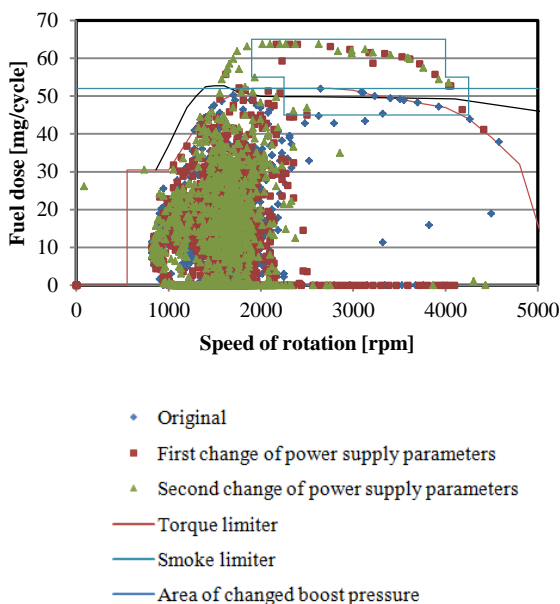 Fuel dose [mg/cycle]
70
60
50
40
30
20
10
0
0 1000 2000 3000 4000 5000
Speed of rotation [rpm]
Original
First change of power supply parameters
Second change of power supply parameters
Torque limiter
Smoke limiter
Area of changed boost pressure